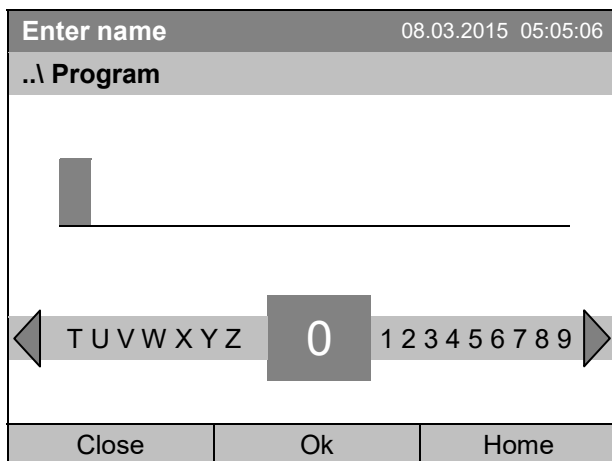 Enter name 08.03.2015 05:05:06
..\ Program
T U V W X Y Z 0 1 2 3 4 5 6 7 8 9
Close Ok Home